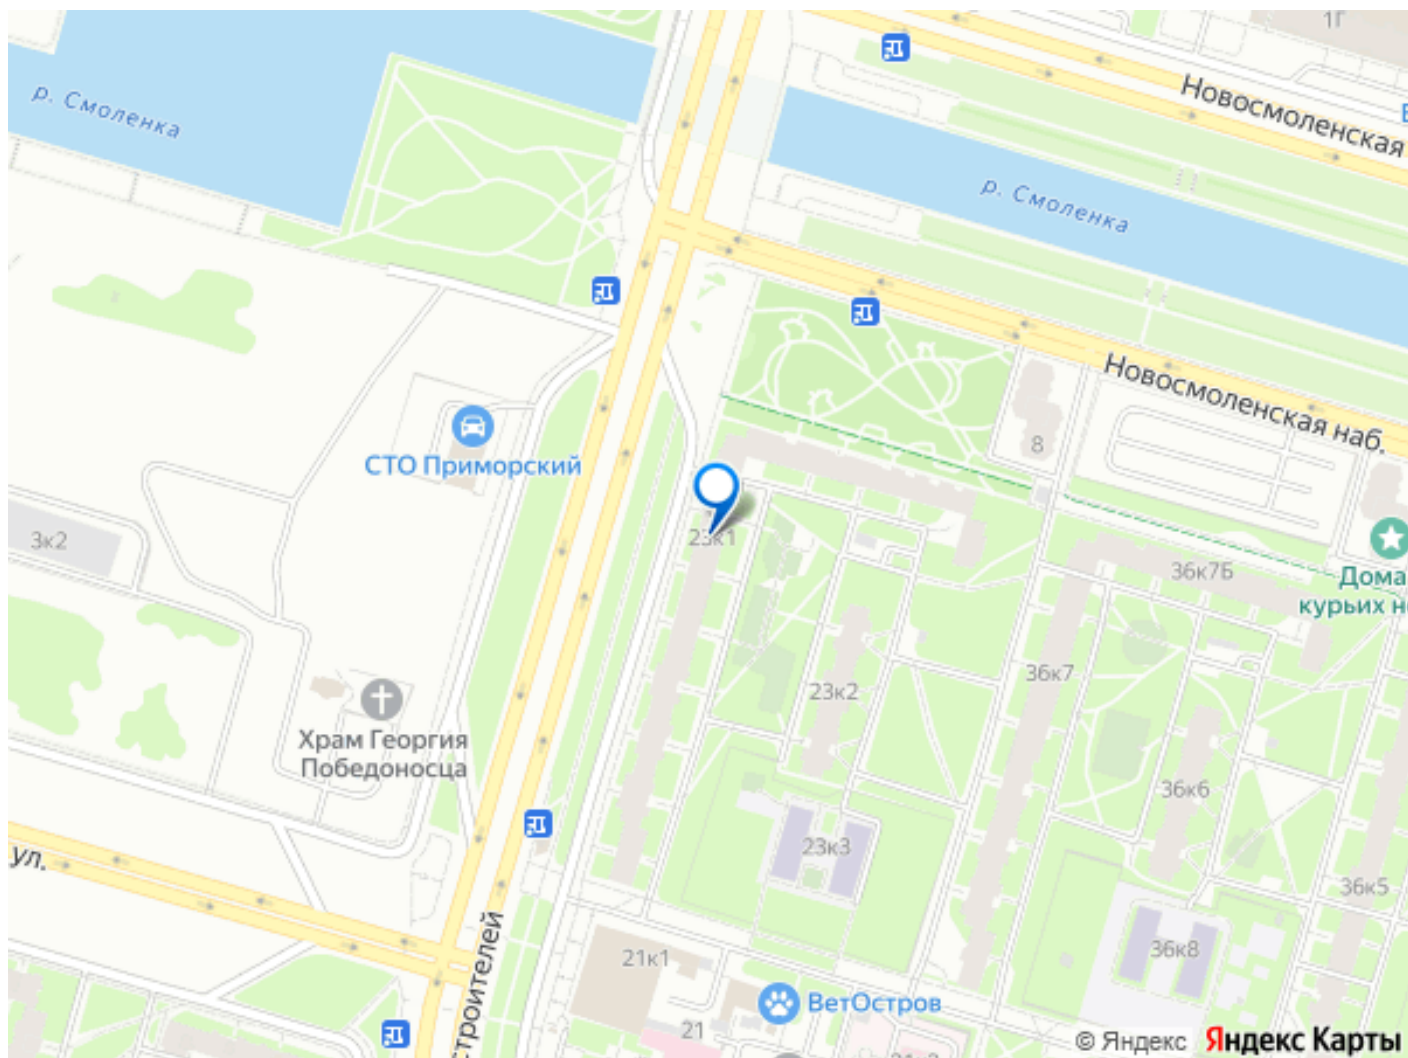 1Г
Новосмоленская
р. Смоленка
р. Смоленка
Новосмоленская наб.
СТО Приморский
8
3к2
23к1
36к7Б
Дома
курьих н
36к7
23к2
Храм Георгия
Победоносца
36к6
23к3
ул.
36к5
21к1
36к8
строителей
ВетОстров
21
© Яндекс Яндекс Карты